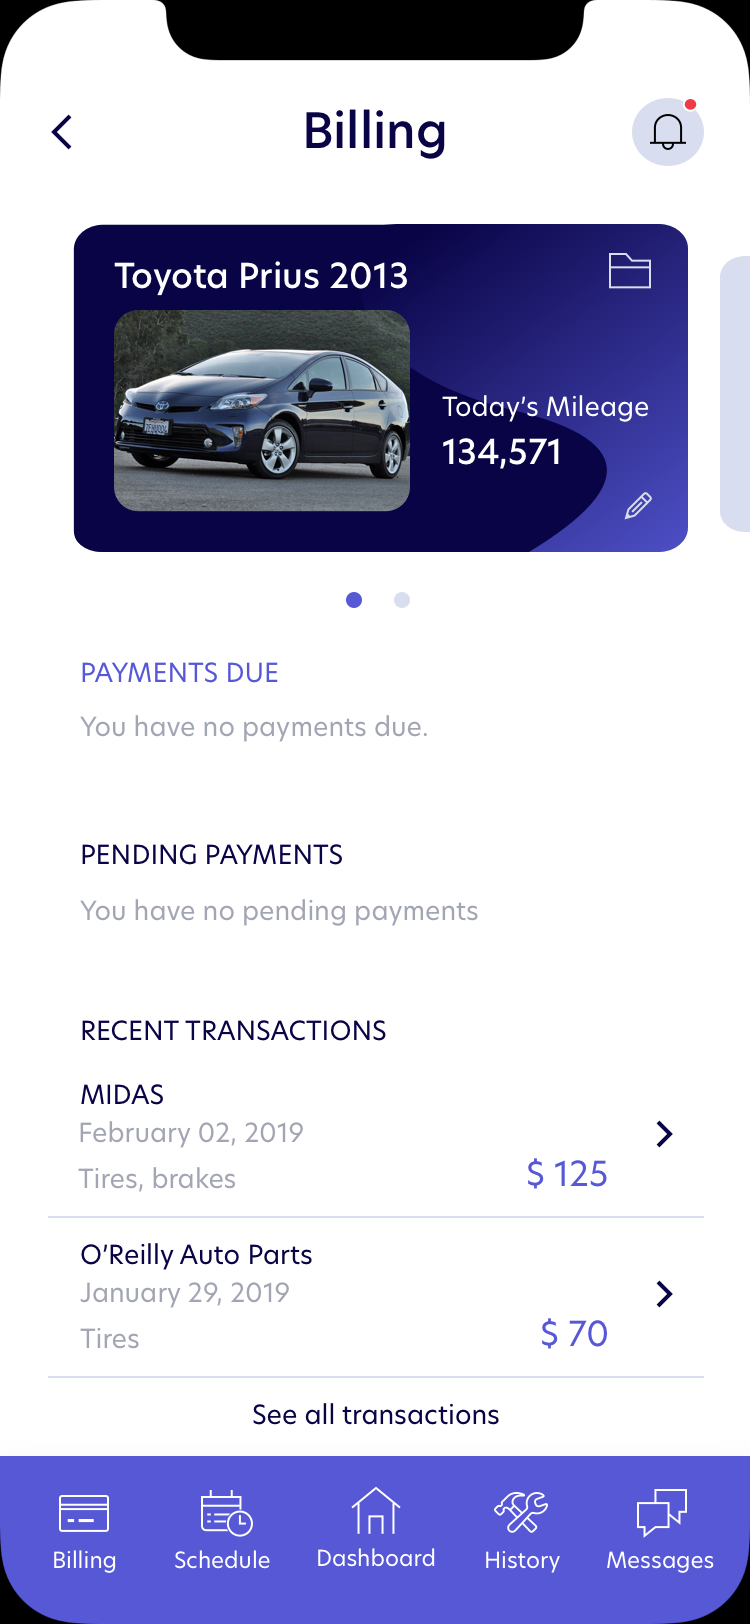 Billing
Toyota Prius 2013
Today's Mileage
134,571
PAYMENTS DUE
You have no payments due.
PENDING PAYMENTS
You have no pending payments
RECENT TRANSACTIONS
MIDAS
February 02, 2019
Tires, brakes
$ 125
O'Reilly Auto Parts
January 29, 2019
Tires
$ 70
See all transactions
Billing
Schedule
Dashboard
History
Messages